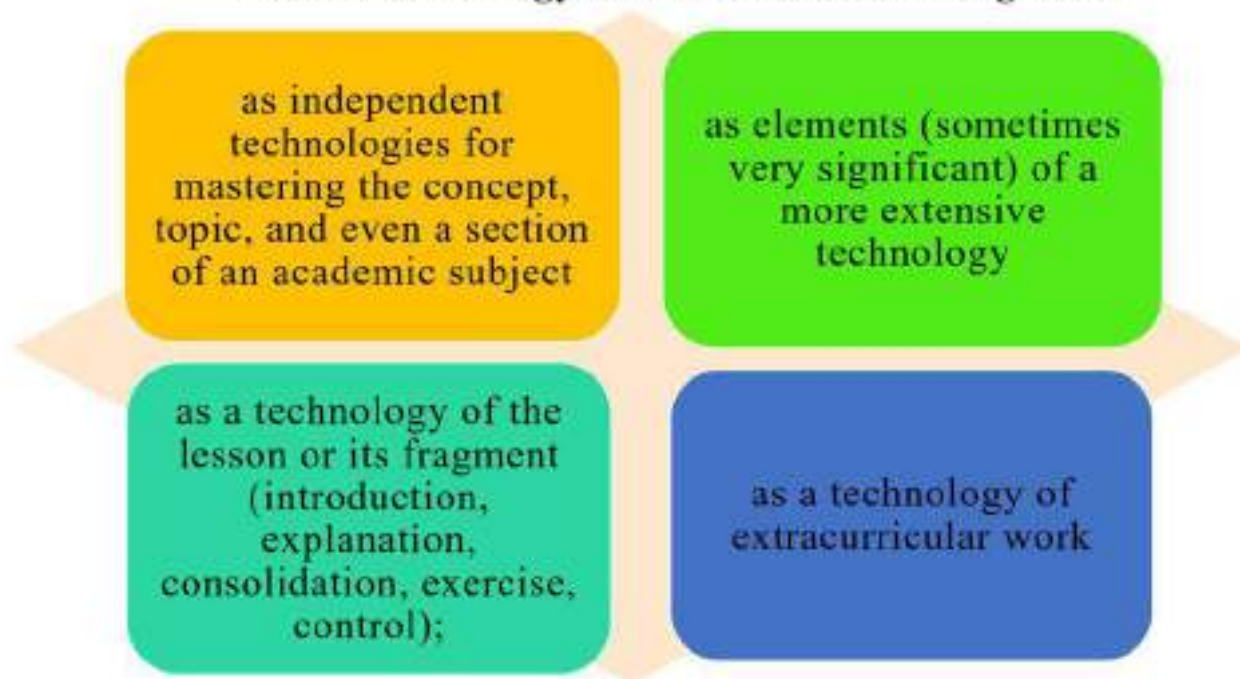 as independent
technologies for
mastering the concept,
topic, and even a section
of an academic subject
as elements (sometimes
very significant) of a
more extensive
technology
as a technology of the
lesson or its fragment
(introduction,
explanation,
consolidation, exercise,
control);
as a technology of
extracurricular work